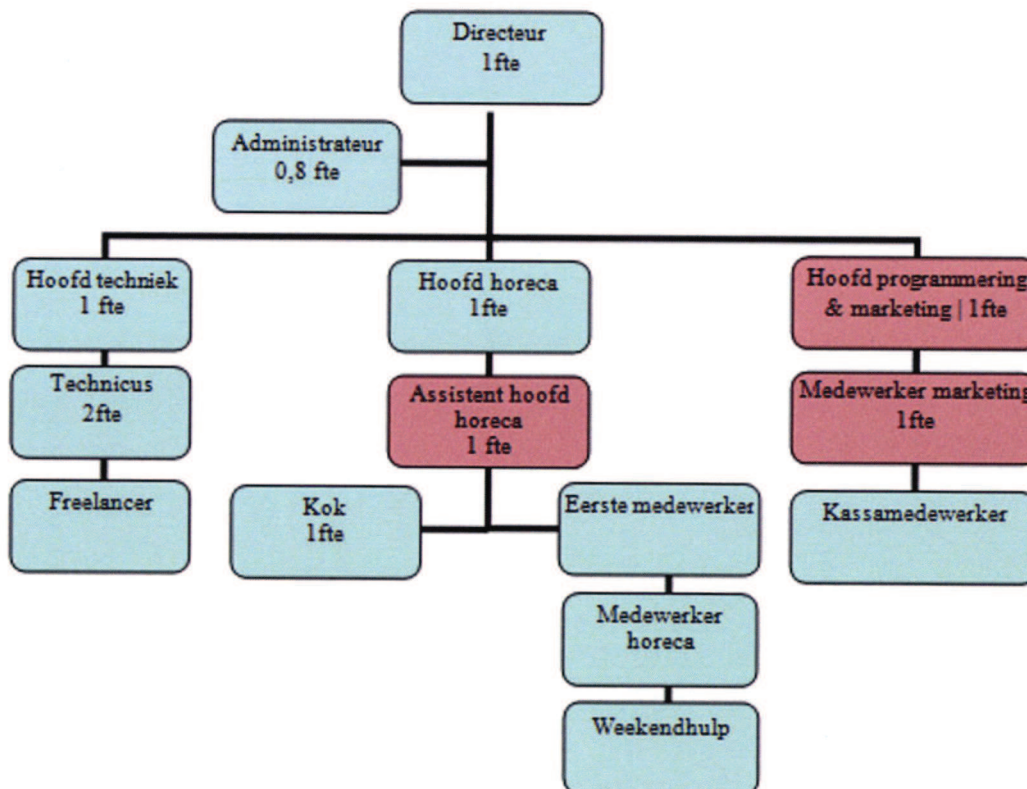 Directeur
1fte
Administrateur
0,8 fte
Hoofd techniek
1 fte
Hoofd horeca
1fte
Hoofd programmering
& marketing | 1fte
Technicus
2fte
Assistent hoofd
horeca
1 fte
Medewerker marketing
1fte
Freelancer
Kok
1fte
Eerste medewerker
Kassamedewerker
Medewerker
horeca
Weekendhulp